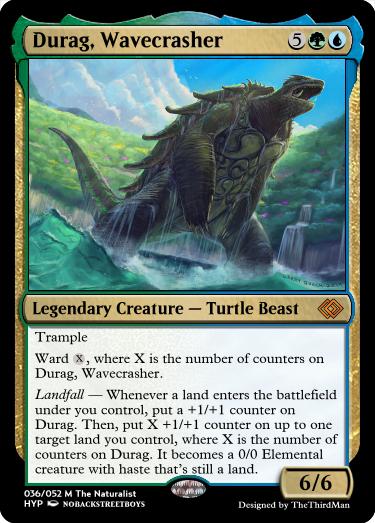 Durag, Wavecrasher 5
Legendary Creature — Turtle Beast
Trample
Ward X, where X is the number of counters on
Durag, Wavecrasher.
Landfall — Whenever a land enters the battlefield
under you control, put a +1/+1 counter on
Durag. Then, put X +1/+1 counter on up to one
target land you control, where X is the number of
counters on Durag. It becomes a 0/0 Elemental
creature with haste that's still a land.
6/6
036/052 M The Naturalist
HYP NOBACKSTREETBOYS
Designed by TheThirdMan